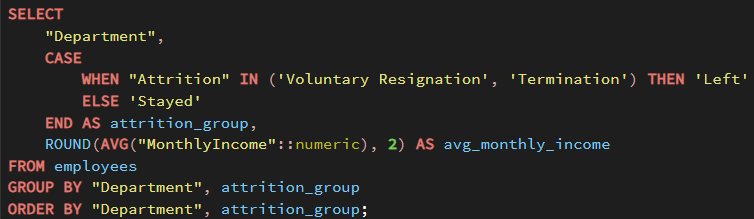 SELECT
    "Department",
    CASE
        WHEN "Attrition" IN ('Voluntary Resignation', 'Termination') THEN 'Left'
        ELSE 'Stayed'
    END AS attrition_group,
    ROUND(AVG("MonthlyIncome"::numeric), 2) AS avg_monthly_income
FROM employees
GROUP BY "Department", attrition_group
ORDER BY "Department", attrition_group;